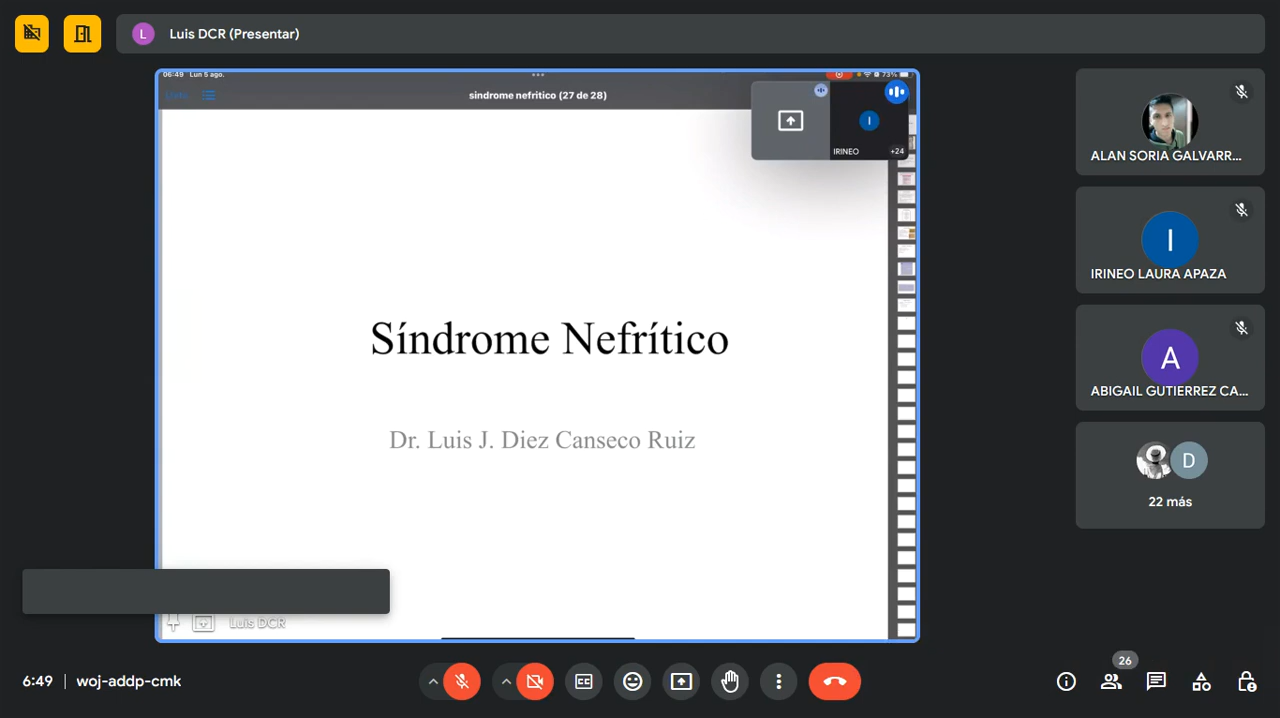 L Luis DCR (Presentar)
06:49 Lun 5 ago.
73%
sindrome nefritico (27 de 28)
I
IRINEO +24
Síndrome Nefrítico
Dr. Luis J. Diez Canseco Ruiz
Luis DCR
ALAN SORIA GALVARR...
I
IRINEO LAURA APAZA
A
ABIGAIL GUTIERREZ CA...
D
22 más
6:49 | woj-addp-cmk
26